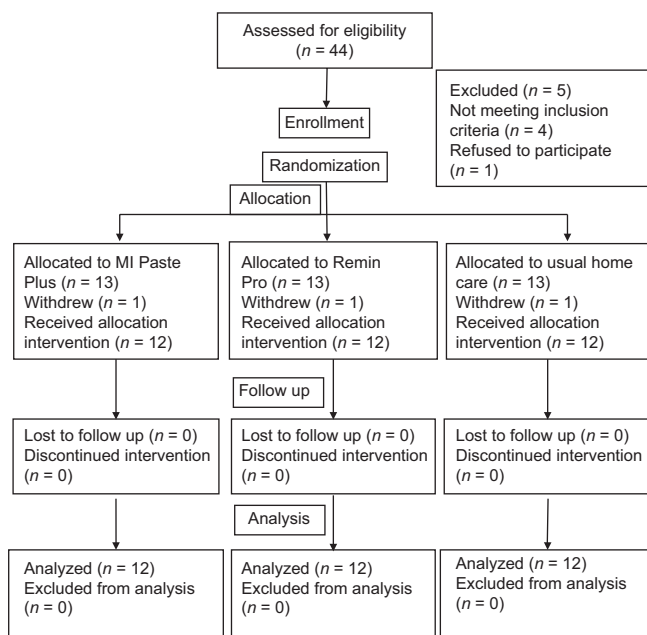 Assessed for eligibility
(n = 44)
Excluded (n = 5)
Not meeting inclusion
criteria (n = 4)
Refused to participate
(n = 1)
Enrollment
Randomization
Allocation
Allocated to MI Paste
Plus (n = 13)
Withdrew (n = 1)
Received allocation
intervention (n = 12)
Allocated to Remin
Pro (n = 13)
Withdrew (n = 1)
Received allocation
intervention (n = 12)
Allocated to usual home
care (n = 13)
Withdrew (n = 1)
Received allocation
intervention (n = 12)
Follow up
Lost to follow up (n = 0)
Discontinued intervention
(n = 0)
Lost to follow up (n = 0)
Discontinued intervention
(n = 0)
Lost to follow up (n = 0)
Discontinued intervention
(n = 0)
Analysis
Analyzed (n = 12)
Excluded from analysis
(n = 0)
Analyzed (n = 12)
Excluded from analysis
(n = 0)
Analyzed (n = 12)
Excluded from analysis
(n = 0)